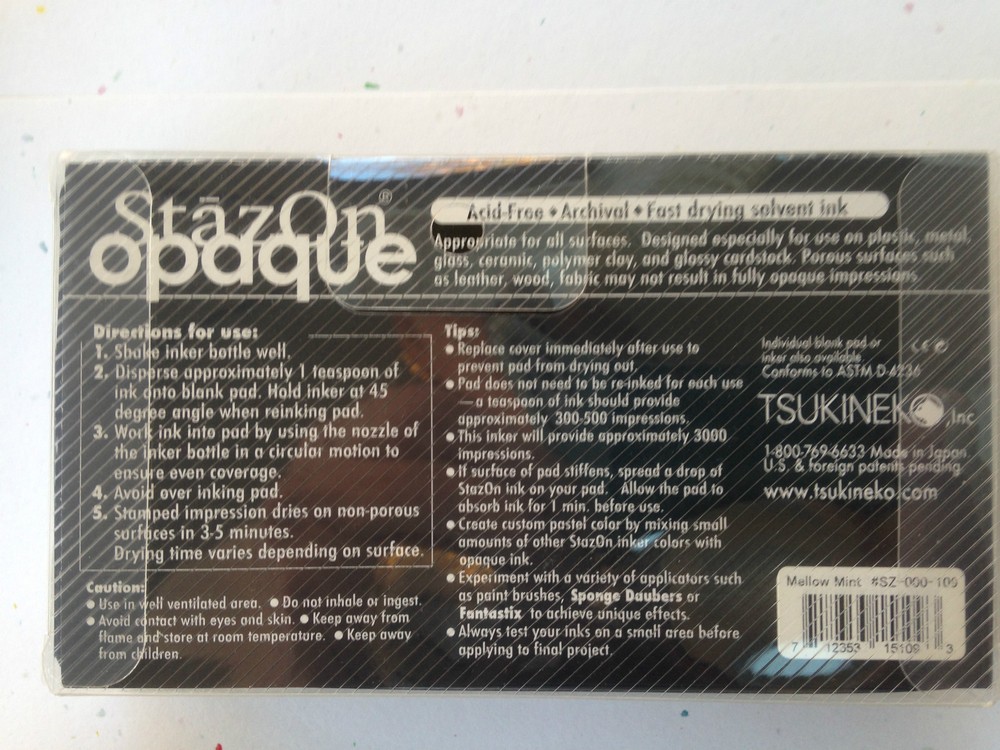 StāzOn®
opaque
Acid-Free • Archival • Fast drying solvent ink
Appropriate for all surfaces. Designed especially for use on plastic, metal,
glass, ceramic, polymer clay, and glossy cardstock. Porous surfaces such
as leather, wood, fabric may not result in fully opaque impressions.
Directions for use:
1. Shake inker bottle well.
2. Disperse approximately 1 teaspoon of
ink onto blank pad. Hold inker at 45
degree angle when reinking pad.
3. Work ink into pad by using the nozzle of
the inker bottle in a circular motion to
ensure even coverage.
4. Avoid over inking pad.
5. Stamped impression dries on non-porous
surfaces in 3-5 minutes.
Drying time varies depending on surface.
Caution:
• Use in well ventilated area. • Do not inhale or ingest.
• Avoid contact with eyes and skin. • Keep away from
flame and store at room temperature. • Keep away
from children.
Tips:
• Replace cover immediately after use to
prevent pad from drying out.
• Pad does not need to be re-inked for each use
— a teaspoon of ink should provide
approximately 300-500 impressions.
• This inker will provide approximately 3000
impressions.
• If surface of pad stiffens, spread a drop of
StazOn ink on your pad. Allow the pad to
absorb ink for 1 min. before use.
• Create custom pastel color by mixing small
amounts of other StazOn inker colors with
opaque ink.
• Experiment with a variety of applicators such
as paint brushes, Sponge Daubers or
Fantastix to achieve unique effects.
• Always test your inks on a small area before
applying to final project.
Individual blank pad or
inker also available.
Conforms to ASTM D-4236
CE
TSUKINEKO, Inc
1-800-769-6633 Made in Japan.
U.S. & foreign patents pending.
www.tsukineko.com
Mellow Mint #SZ-000-109
7 12353 15109 3